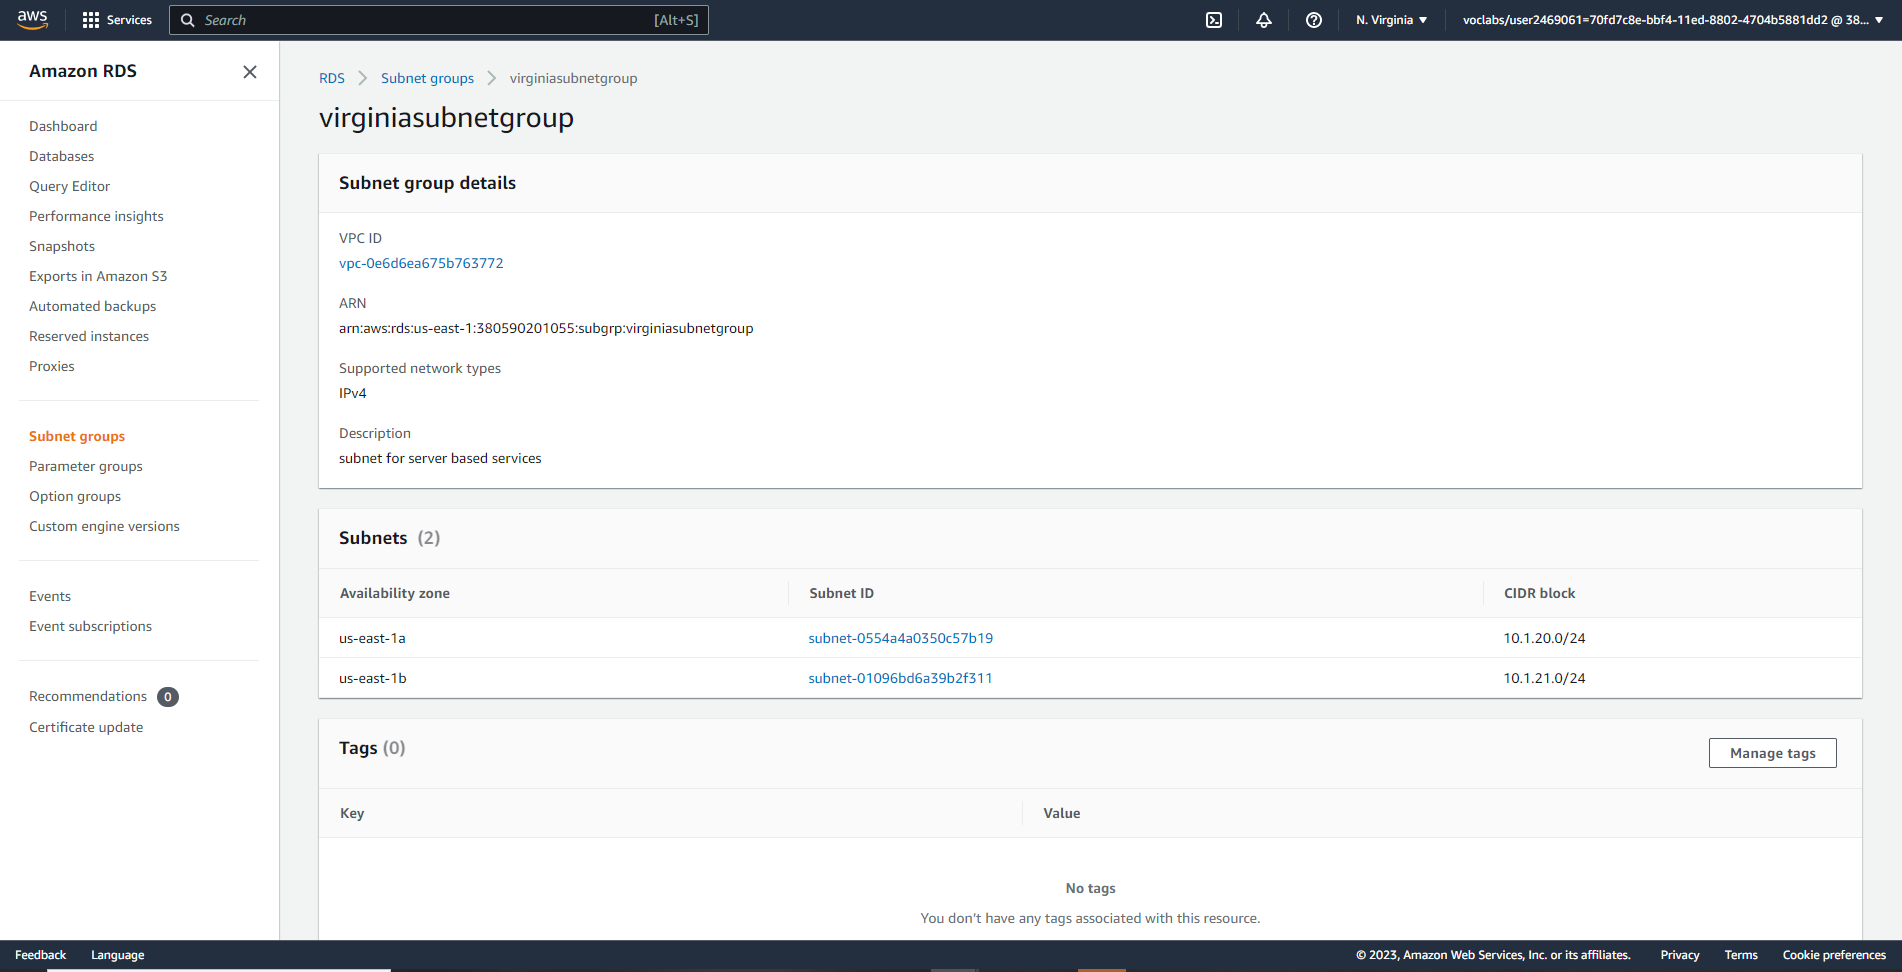 aws
Services
Search [Alt+S]
N. Virginia
voclabs/user2469061=70fd7c8e-bbf4-11ed-8802-4704b5881dd2 @ 38...
Amazon RDS
Dashboard
Databases
Query Editor
Performance insights
Snapshots
Exports in Amazon S3
Automated backups
Reserved instances
Proxies
Subnet groups
Parameter groups
Option groups
Custom engine versions
Events
Event subscriptions
Recommendations 0
Certificate update
RDS
Subnet groups
virginiasubnetgroup
virginiasubnetgroup
Subnet group details
VPC ID
vpc-0e6d6ea675b763772
ARN
arn:aws:rds:us-east-1:380590201055:subgrp:virginiasubnetgroup
Supported network types
IPv4
Description
subnet for server based services
Subnets (2)
Availability zone Subnet ID CIDR block
us-east-1a subnet-0554a4a0350c57b19 10.1.20.0/24
us-east-1b subnet-01096bd6a39b2f311 10.1.21.0/24
Tags (0)
Manage tags
Key Value
No tags
You don't have any tags associated with this resource.
Feedback Language
© 2023, Amazon Web Services, Inc. or its affiliates. Privacy Terms Cookie preferences